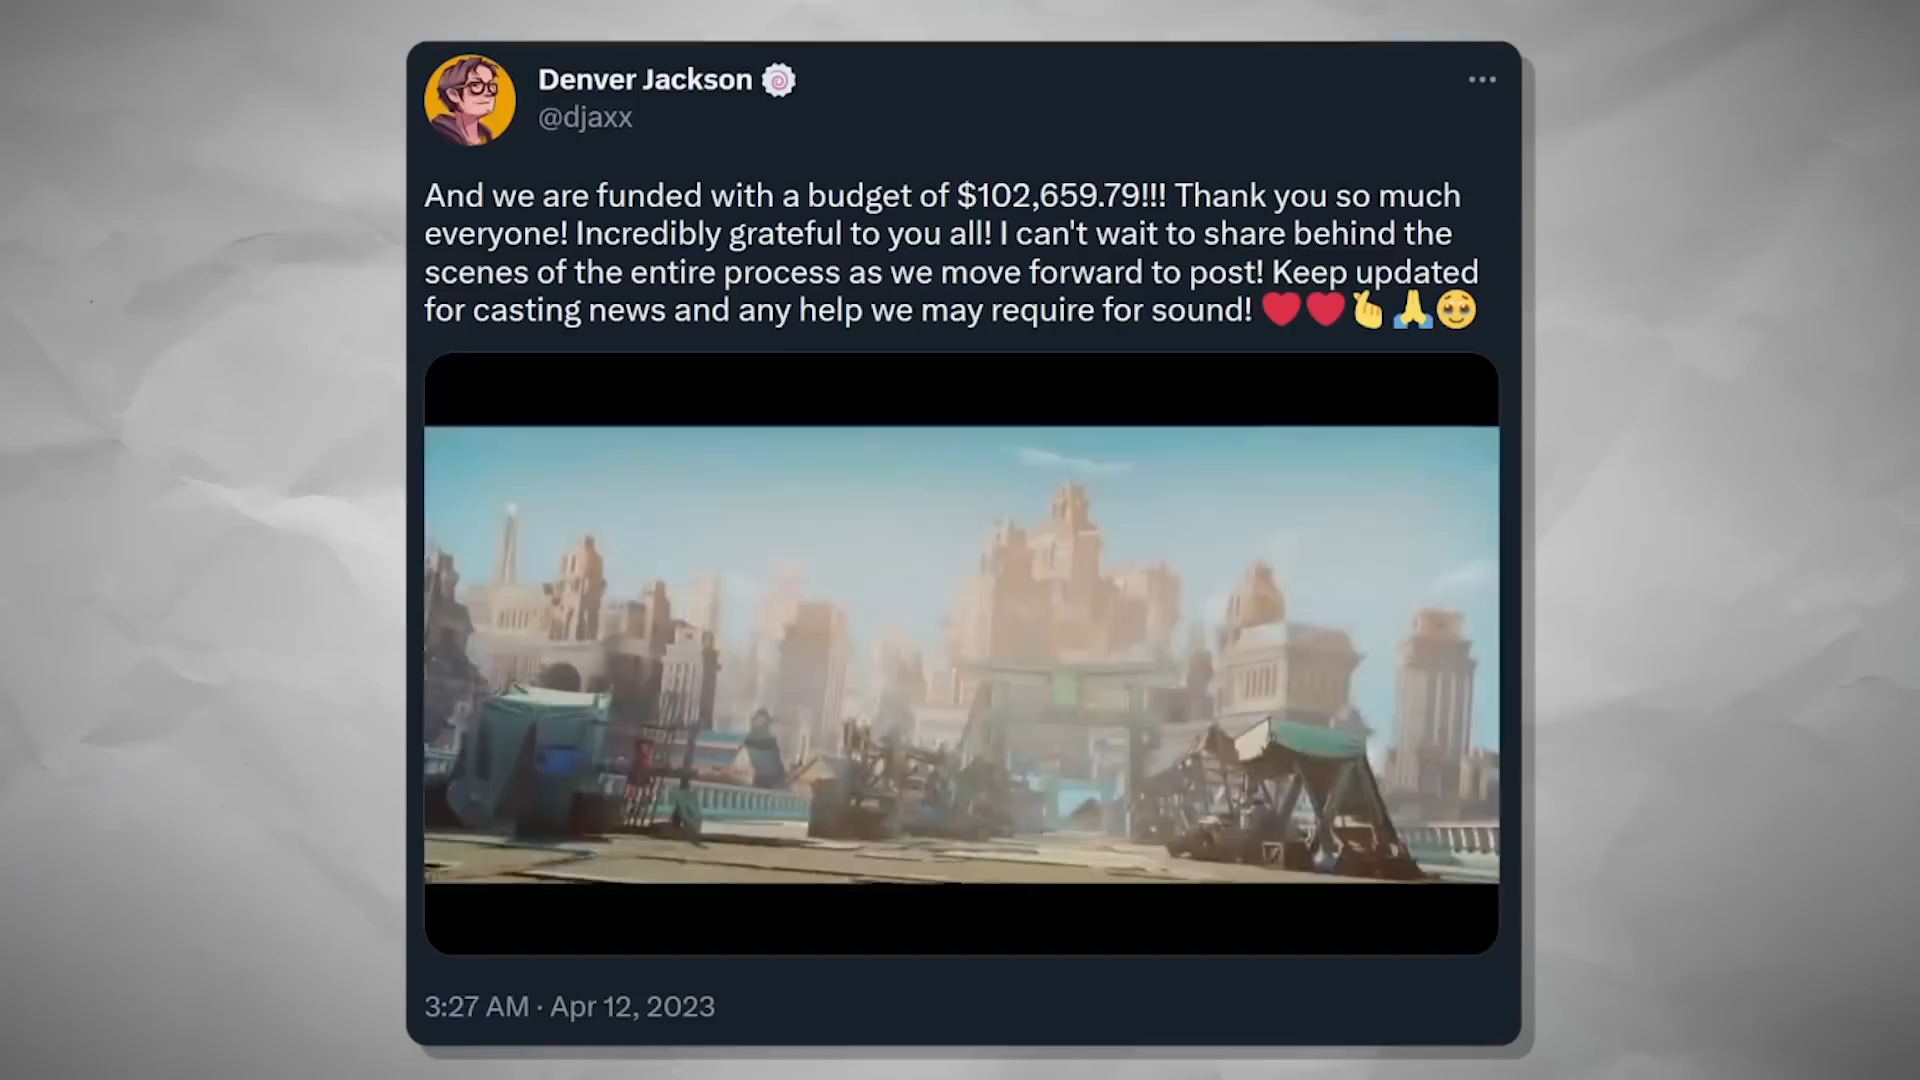 Denver Jackson 🍥
@djaxx
And we are funded with a budget of $102,659.79!!! Thank you so much
everyone! Incredibly grateful to you all! I can't wait to share behind the
scenes of the entire process as we move forward to post! Keep updated
for casting news and any help we may require for sound! ❤️❤️🫰🙏🥹
3:27 AM · Apr 12, 2023